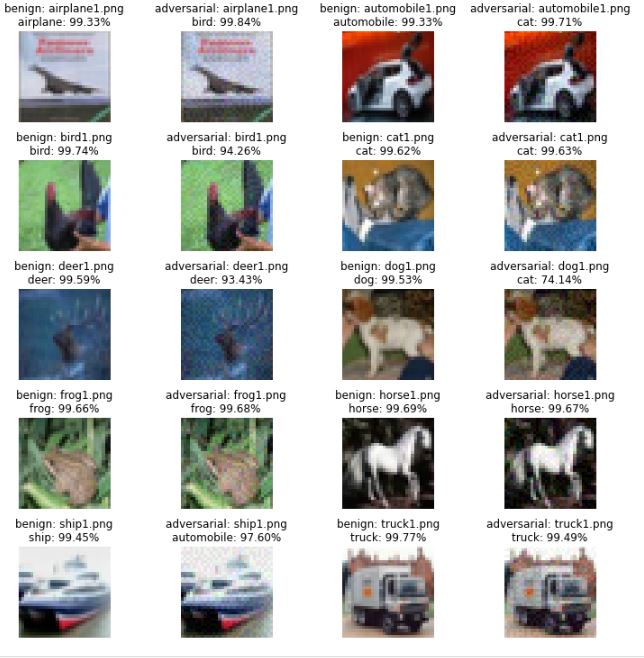 benign: airplane1.png
airplane: 99.33%
adversarial: airplane1.png
bird: 99.84%
benign: automobile1.png
automobile: 99.33%
adversarial: automobile1.png
cat: 99.71%
benign: bird1.png
bird: 99.74%
adversarial: bird1.png
bird: 94.26%
benign: cat1.png
cat: 99.62%
adversarial: cat1.png
cat: 99.63%
benign: deer1.png
deer: 99.59%
adversarial: deer1.png
deer: 93.43%
benign: dog1.png
dog: 99.53%
adversarial: dog1.png
cat: 74.14%
benign: frog1.png
frog: 99.66%
adversarial: frog1.png
frog: 99.68%
benign: horse1.png
horse: 99.69%
adversarial: horse1.png
horse: 99.67%
benign: ship1.png
ship: 99.45%
adversarial: ship1.png
automobile: 97.60%
benign: truck1.png
truck: 99.77%
adversarial: truck1.png
truck: 99.49%